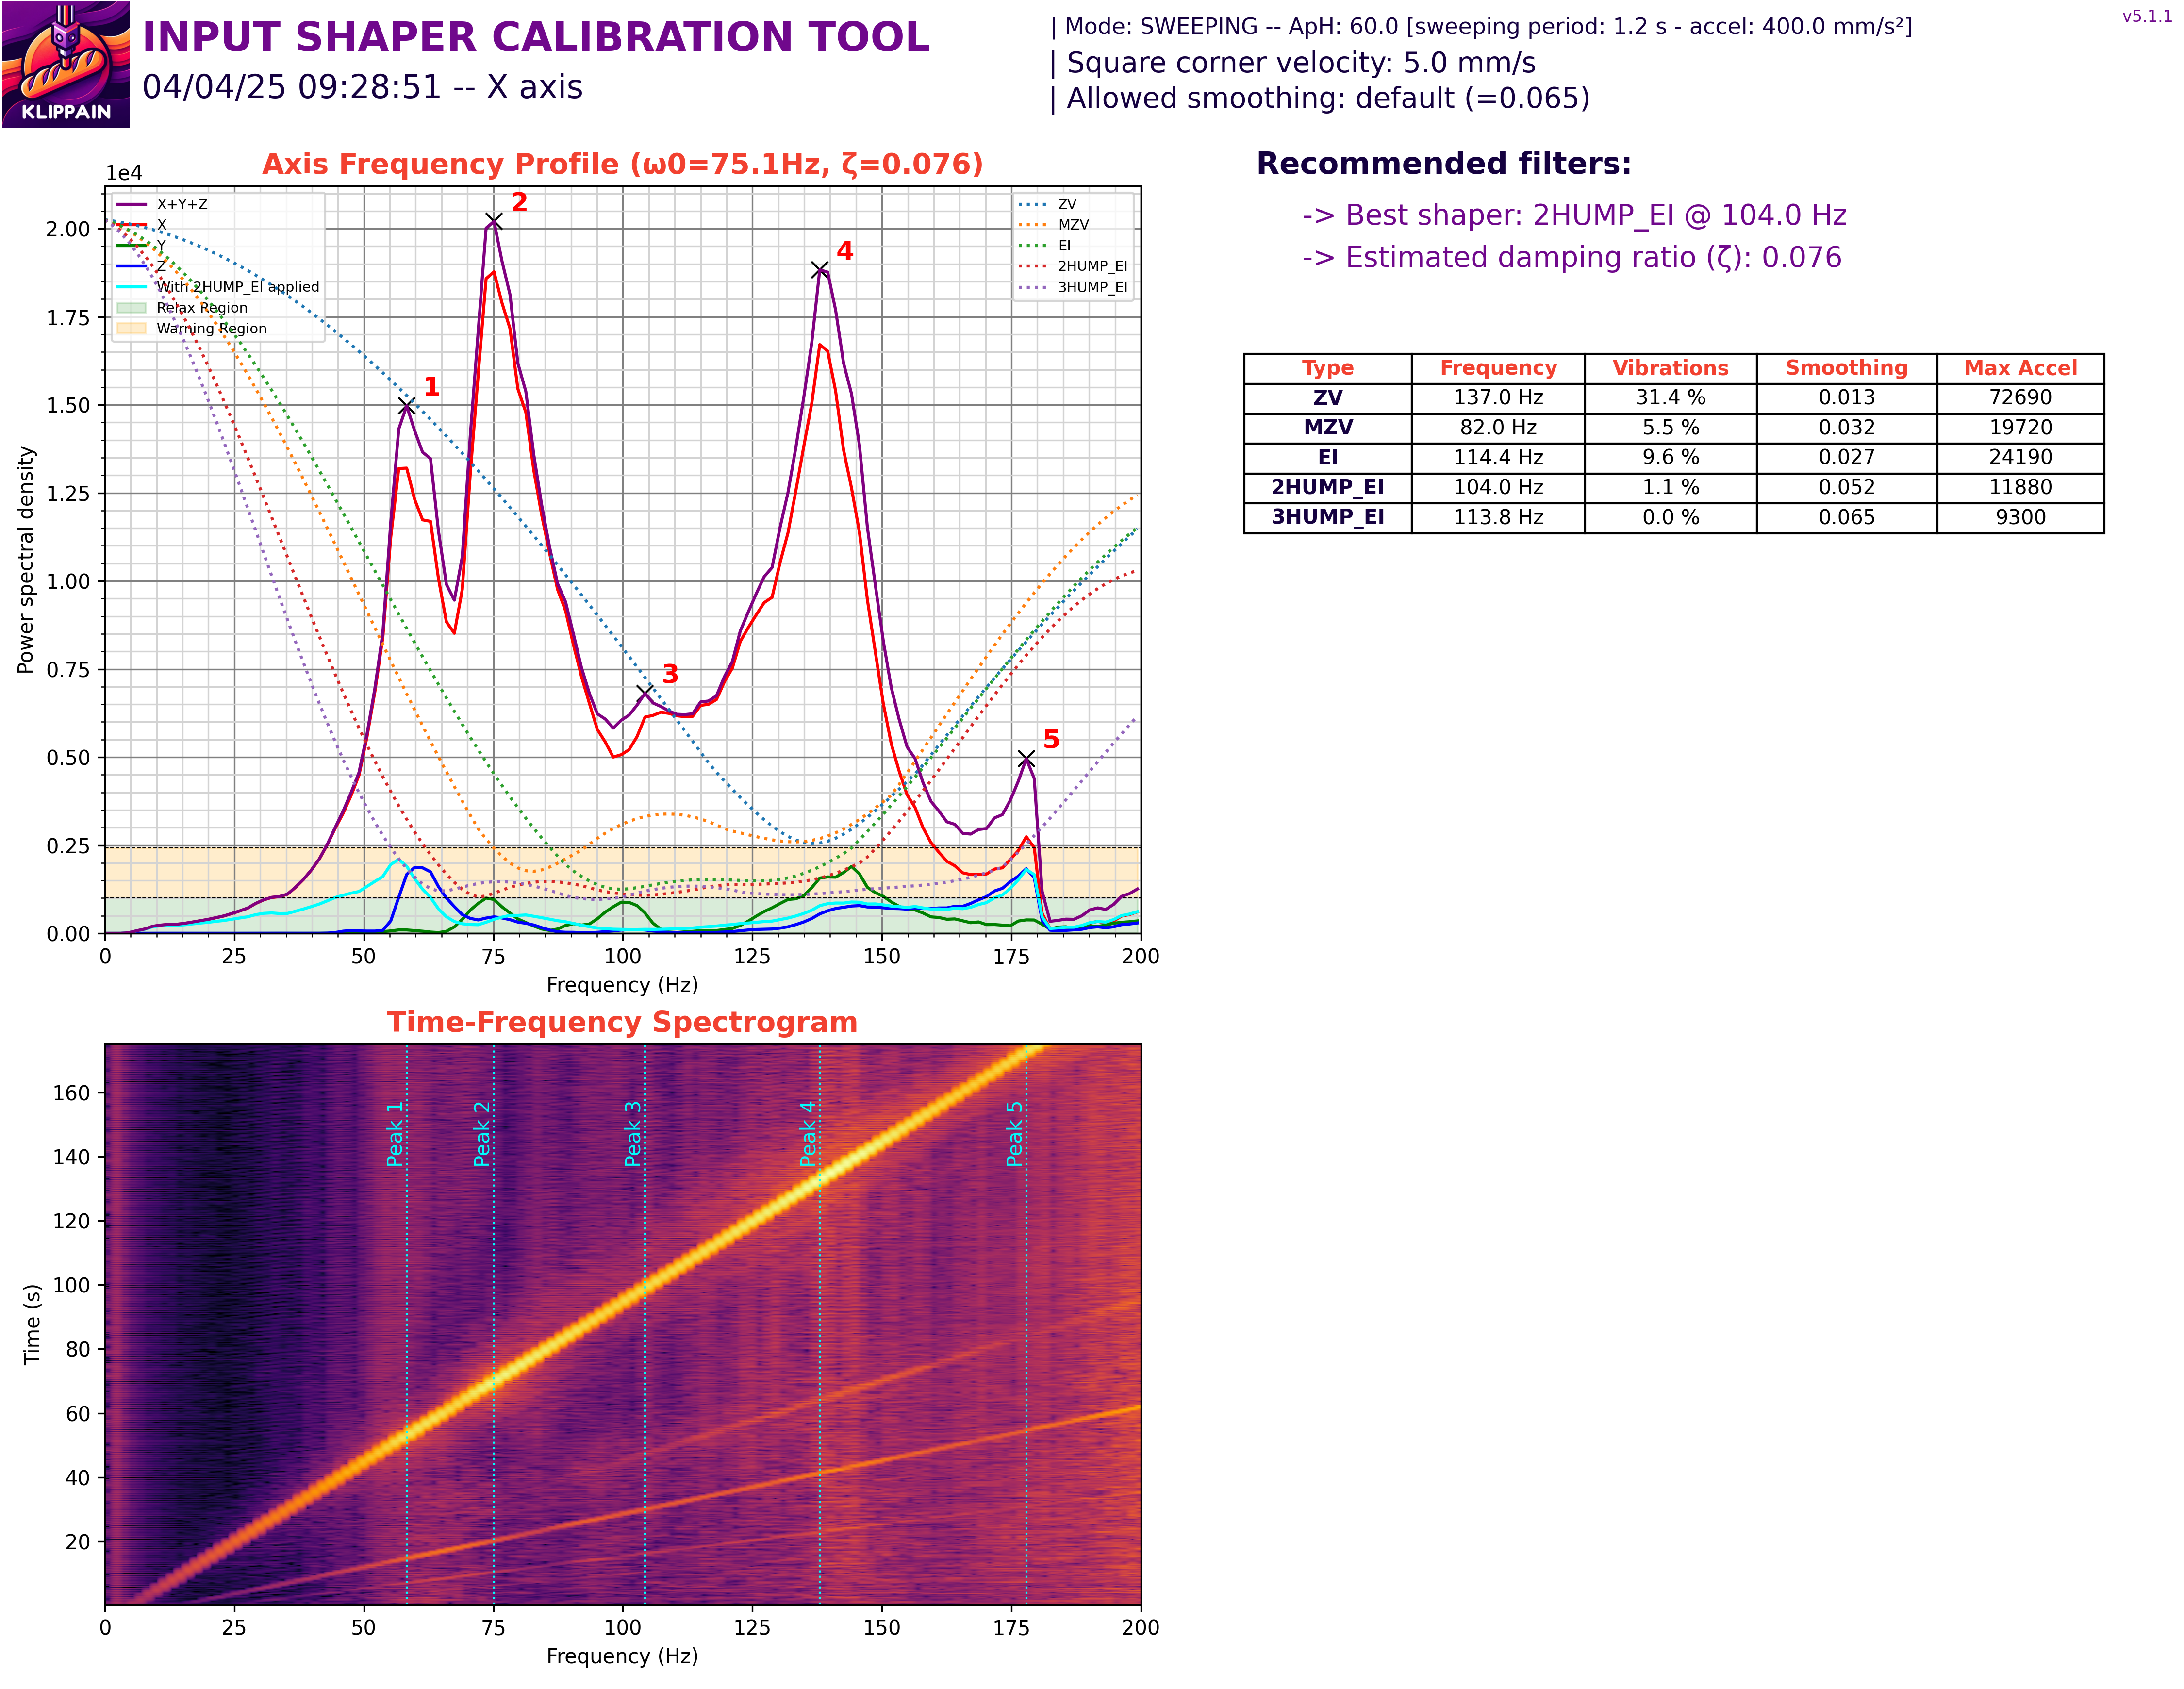 KLIPPAIN
INPUT SHAPER CALIBRATION TOOL
04/04/25 09:28:51 -- X axis
| Mode: SWEEPING -- ApH: 60.0 [sweeping period: 1.2 s - accel: 400.0 mm/s²]
| Square corner velocity: 5.0 mm/s
| Allowed smoothing: default (=0.065)
v5.1.1
Axis Frequency Profile (ω0=75.1Hz, ζ=0.076)
1e4
X+Y+Z
X
Y
Z
With 2HUMP_EI applied
Relax Region
Warning Region
ZV
MZV
EI
2HUMP_EI
3HUMP_EI
1
2
3
4
5
Power spectral density
2.00
1.75
1.50
1.25
1.00
0.75
0.50
0.25
0.00
0 25 50 75 100 125 150 175 200
Frequency (Hz)
Recommended filters:
-> Best shaper: 2HUMP_EI @ 104.0 Hz
-> Estimated damping ratio (ζ): 0.076
Type Frequency Vibrations Smoothing Max Accel
ZV 137.0 Hz 31.4 % 0.013 72690
MZV 82.0 Hz 5.5 % 0.032 19720
EI 114.4 Hz 9.6 % 0.027 24190
2HUMP_EI 104.0 Hz 1.1 % 0.052 11880
3HUMP_EI 113.8 Hz 0.0 % 0.065 9300
Time-Frequency Spectrogram
Time (s)
160
140
120
100
80
60
40
20
Peak 1
Peak 2
Peak 3
Peak 4
Peak 5
0 25 50 75 100 125 150 175 200
Frequency (Hz)